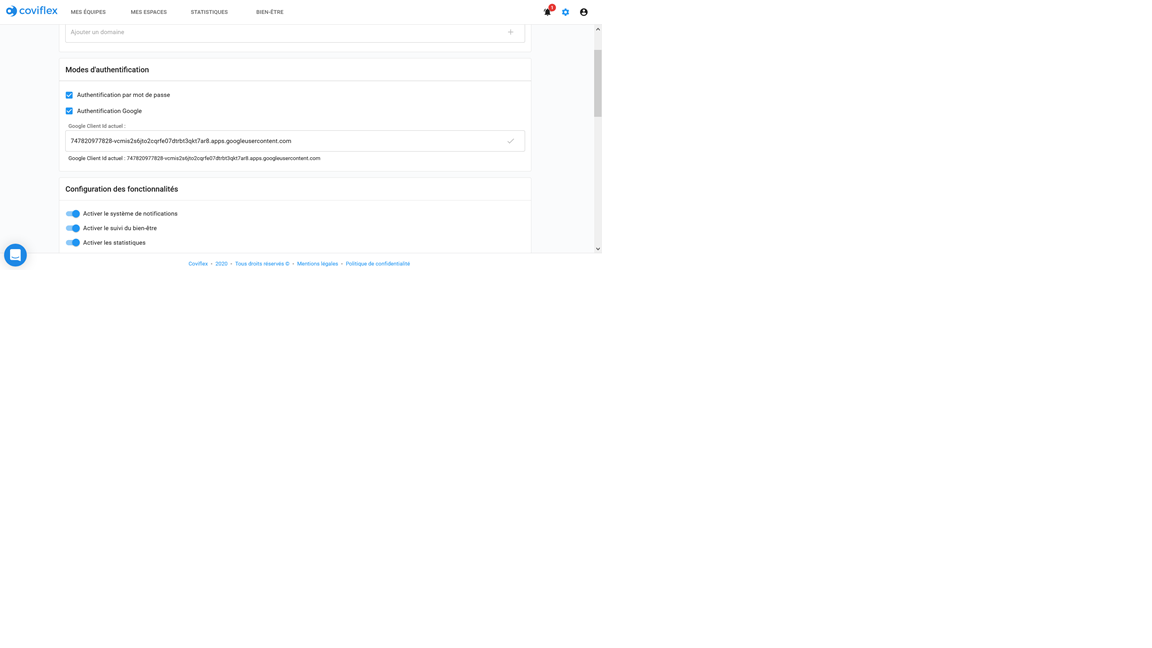 coviflex
MES ÉQUIPES
MES ESPACES
STATISTIQUES
BIEN-ÊTRE
1
Ajouter un domaine
Modes d'authentification
Authentification par mot de passe
Authentification Google
Google Client Id actuel :
747820977828-vcmis2s6jto2cqrfe07dtrbt3qkt7ar8.apps.googleusercontent.com
Google Client Id actuel : 747820977828-vcmis2s6jto2cqrfe07dtrbt3qkt7ar8.apps.googleusercontent.com
Configuration des fonctionnalités
Activer le système de notifications
Activer le suivi du bien-être
Activer les statistiques
Coviflex - 2020 - Tous droits réservés © - Mentions légales - Politique de confidentialité